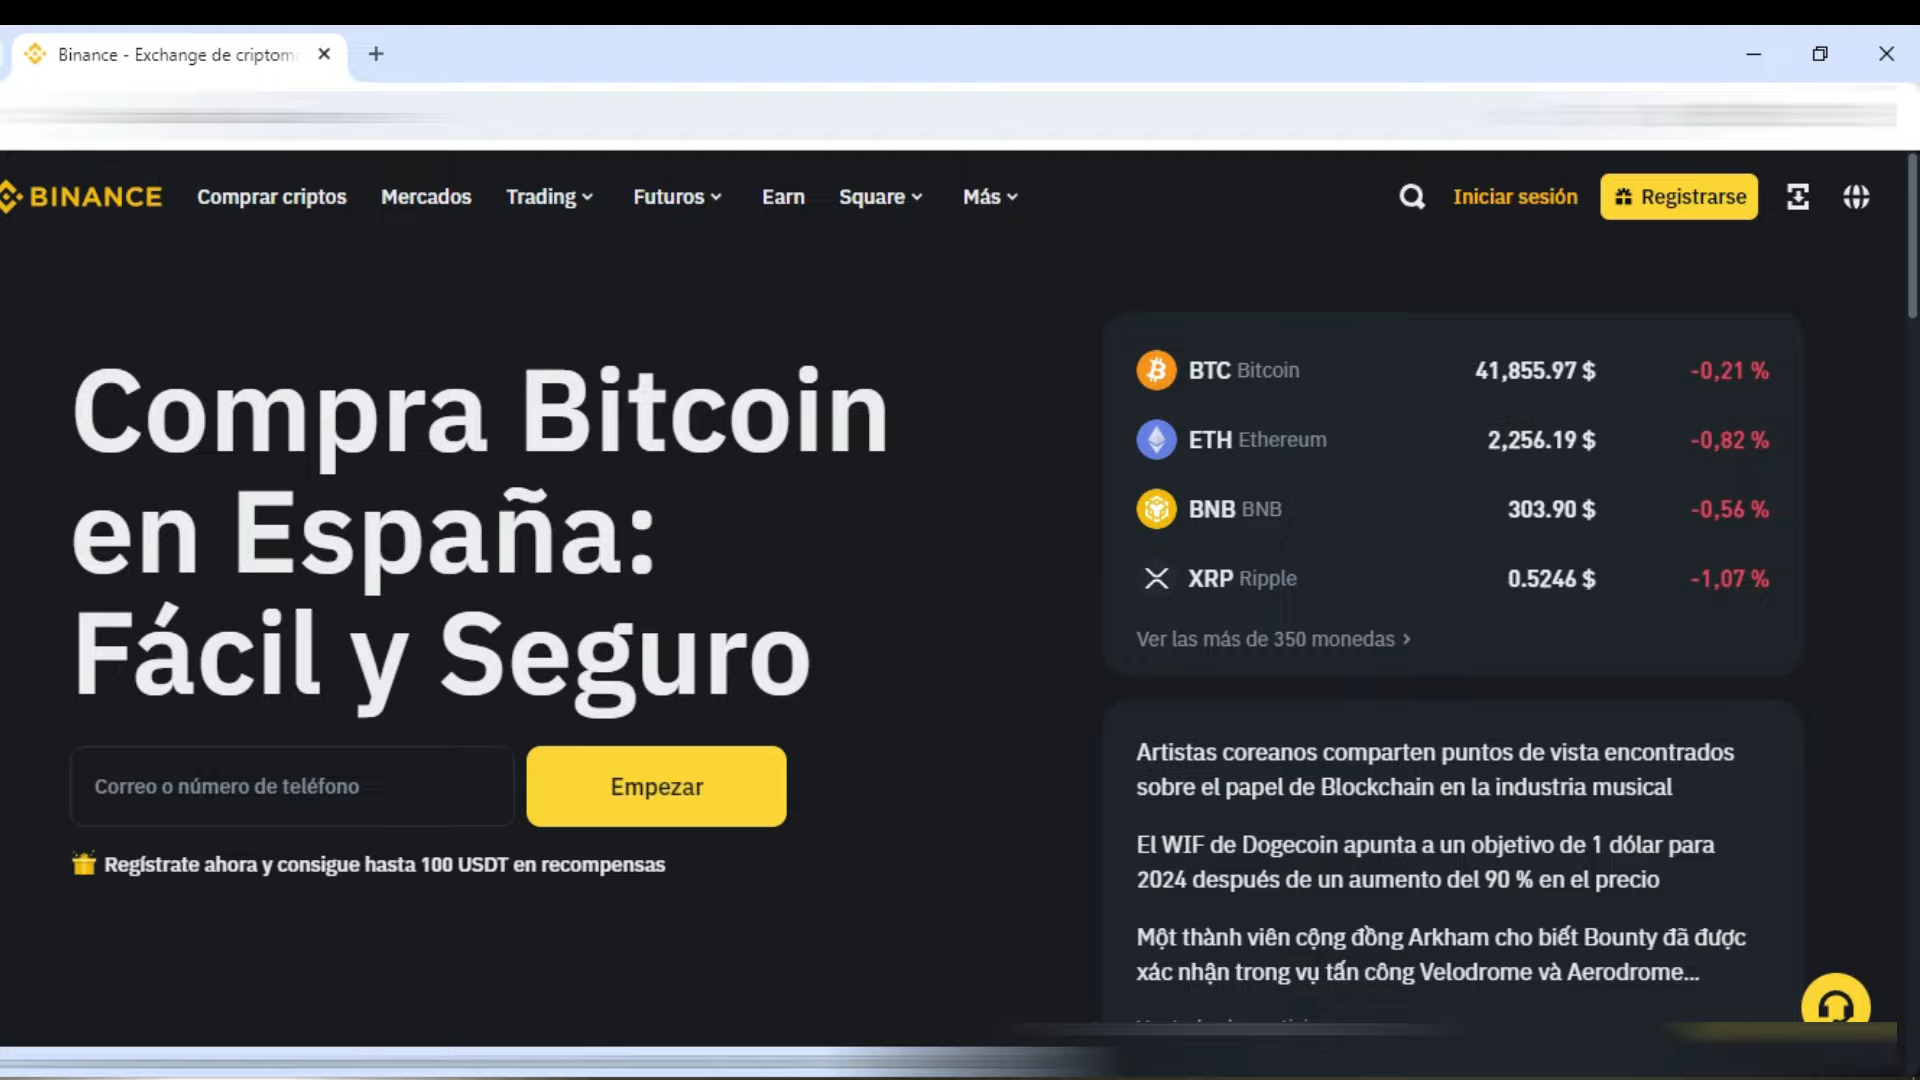 Binance - Exchange de criptom
BINANCE
Comprar criptos
Mercados
Trading
Futuros
Earn
Square
Más
Iniciar sesión
Registrarse
Compra Bitcoin
en España:
Fácil y Seguro
Correo o número de teléfono
Empezar
Regístrate ahora y consigue hasta 100 USDT en recompensas
BTC Bitcoin 41,855.97 $ -0,21 %
ETH Ethereum 2,256.19 $ -0,82 %
BNB BNB 303.90 $ -0,56 %
XRP Ripple 0.5246 $ -1,07 %
Ver las más de 350 monedas
Artistas coreanos comparten puntos de vista encontrados
sobre el papel de Blockchain en la industria musical
El WIF de Dogecoin apunta a un objetivo de 1 dólar para
2024 después de un aumento del 90 % en el precio
Một thành viên cộng đồng Arkham cho biết Bounty đã được
xác nhận trong vụ tấn công Velodrome và Aerodrome...